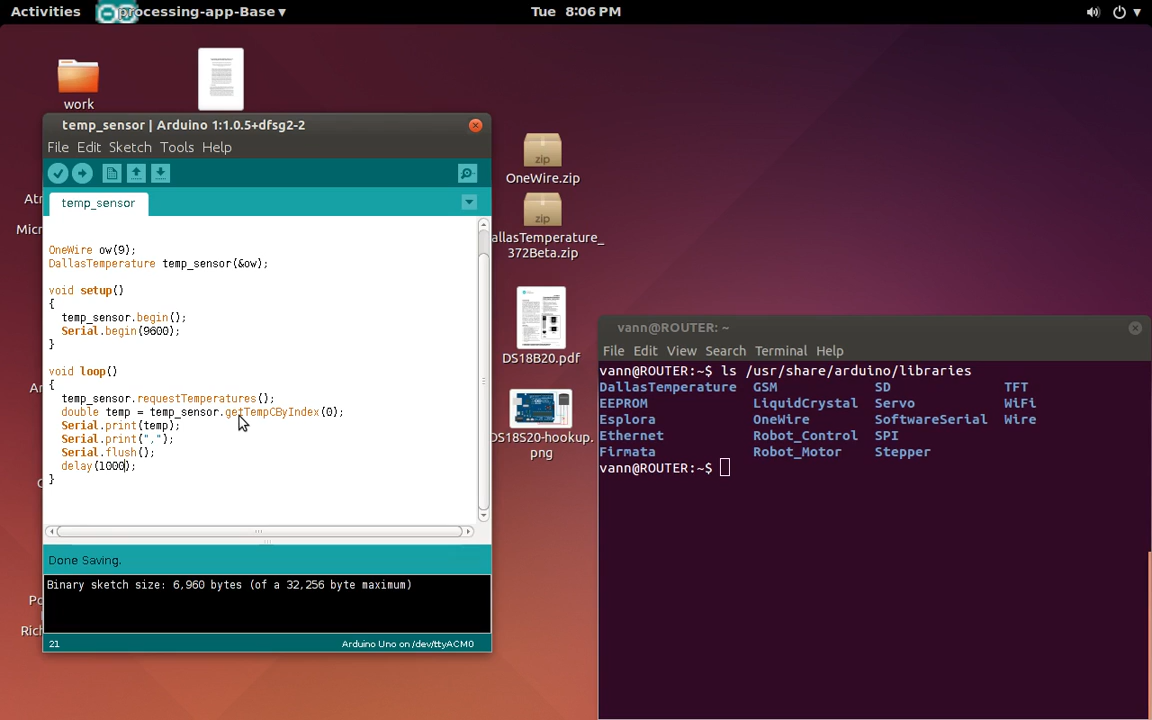 Activities processing-app-Base ▾ Tue 8:06 PM
work
temp_sensor | Arduino 1:1.0.5+dfsg2-2
File Edit Sketch Tools Help
temp_sensor
OneWire ow(9);
DallasTemperature temp_sensor(&ow);
void setup()
{
temp_sensor.begin();
Serial.begin(9600);
}
void loop()
{
temp_sensor.requestTemperatures();
double temp = temp_sensor.getTempCByIndex(0);
Serial.print(temp);
Serial.print(",");
Serial.flush();
delay(1000);
}
Done Saving.
Binary sketch size: 6,960 bytes (of a 32,256 byte maximum)
21 Arduino Uno on /dev/ttyACM0
zip
OneWire.zip
zip
allasTemperature_
372Beta.zip
DS18B20.pdf
DS18S20-hookup.
png
vann@ROUTER: ~
File Edit View Search Terminal Help
vann@ROUTER:~$ ls /usr/share/arduino/libraries
DallasTemperature GSM SD TFT
EEPROM LiquidCrystal Servo WiFi
Esplora OneWire SoftwareSerial Wire
Ethernet Robot_Control SPI
Firmata Robot_Motor Stepper
vann@ROUTER:~$